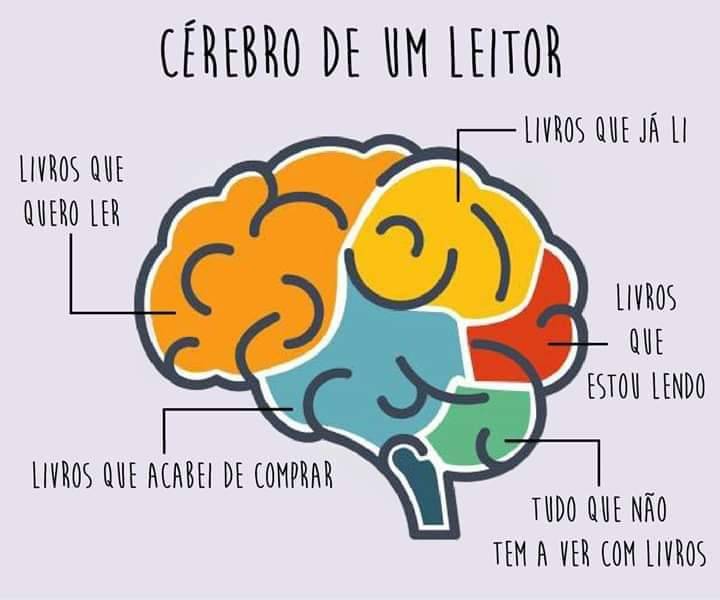 CÉREBRO DE UM LEITOR
LIVROS QUE JÁ LI
LIVROS QUE
QUERO LER
LIVROS
QUE
ESTOU LENDO
LIVROS QUE ACABEI DE COMPRAR
TUDO QUE NÃO
TEM A VER COM LIVROS